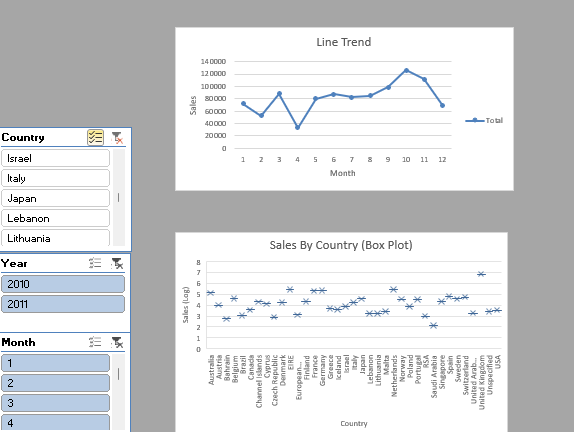 Line Trend
140000
120000
100000
80000
60000
40000
20000
0
Sales
1 2 3 4 5 6 7 8 9 10 11 12
Month
Total
Country
Israel
Italy
Japan
Lebanon
Lithuania
Year
2010
2011
Month
1
2
3
4
Sales By Country (Box Plot)
8
7
6
5
4
3
2
1
0
Sales (Log)
Australia
Austria
Bahrain
Belgium
Brazil
Canada
Channel Islands
Cyprus
Czech Republic
Denmark
EIRE
European...
Finland
France
Germany
Greece
Iceland
Israel
Italy
Japan
Lebanon
Lithuania
Malta
Netherlands
Norway
Poland
Portugal
RSA
Saudi Arabia
Singapore
Spain
Sweden
Switzerland
United Arab...
United Kingdom
Unspecified
USA
Country